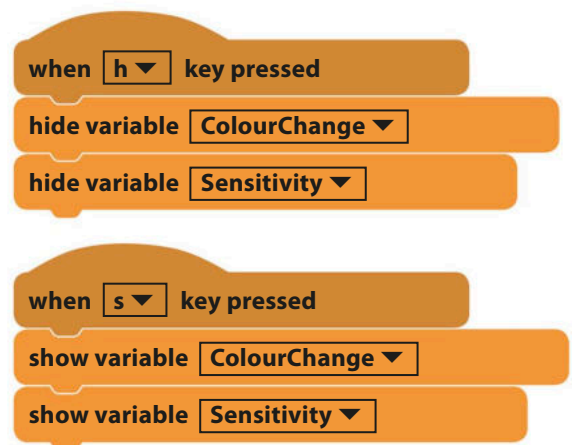 when h key pressed
hide variable ColourChange
hide variable Sensitivity
when s key pressed
show variable ColourChange
show variable Sensitivity